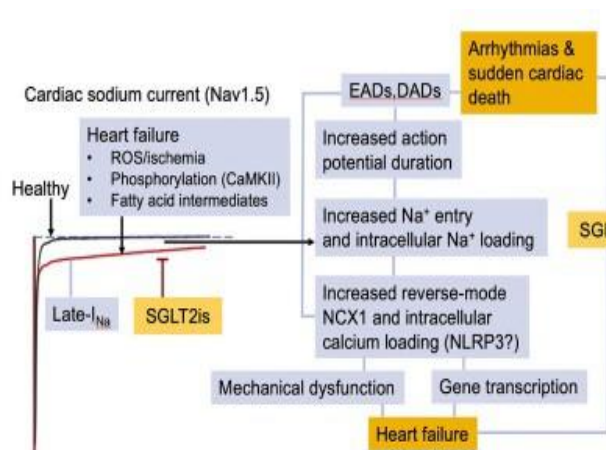 Cardiac sodium current (Nav1.5)
Heart failure
• ROS/ischemia
• Phosphorylation (CaMKII)
• Fatty acid intermediates
Healthy
Late-I_Na
SGLT2is
EADs,DADs
Arrhythmias &
sudden cardiac
death
Increased action
potential duration
Increased Na⁺ entry
and intracellular Na⁺ loading
SGL
Increased reverse-mode
NCX1 and intracellular
calcium loading (NLRP3?)
Mechanical dysfunction
Gene transcription
Heart failure